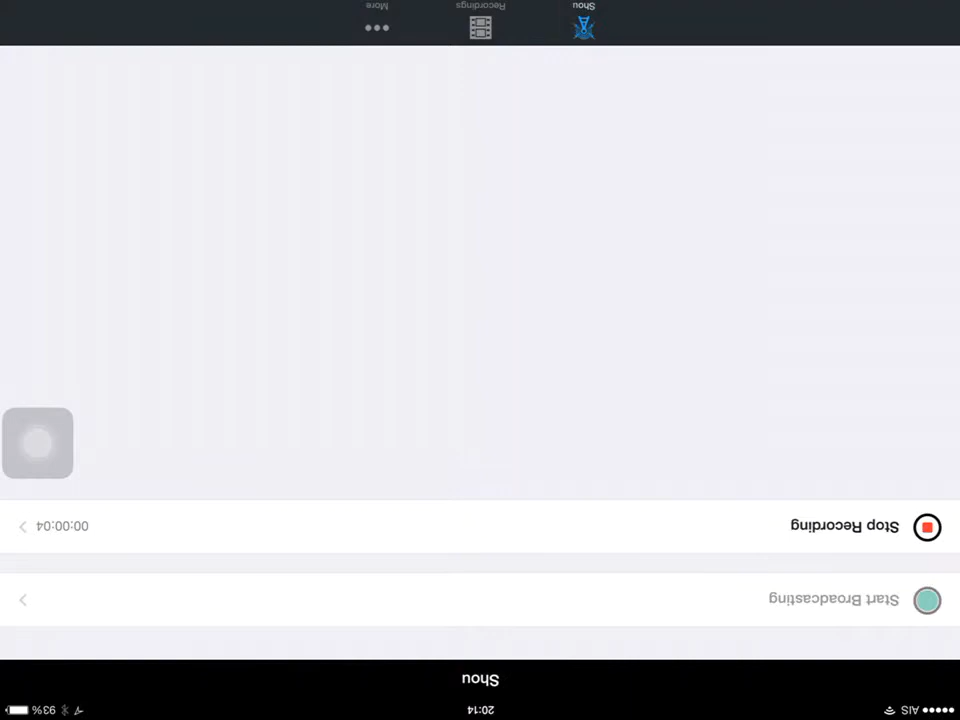 AIS 20:14 93%
Shou
Start Broadcasting
Stop Recording 00:00:04
Shou Recordings More